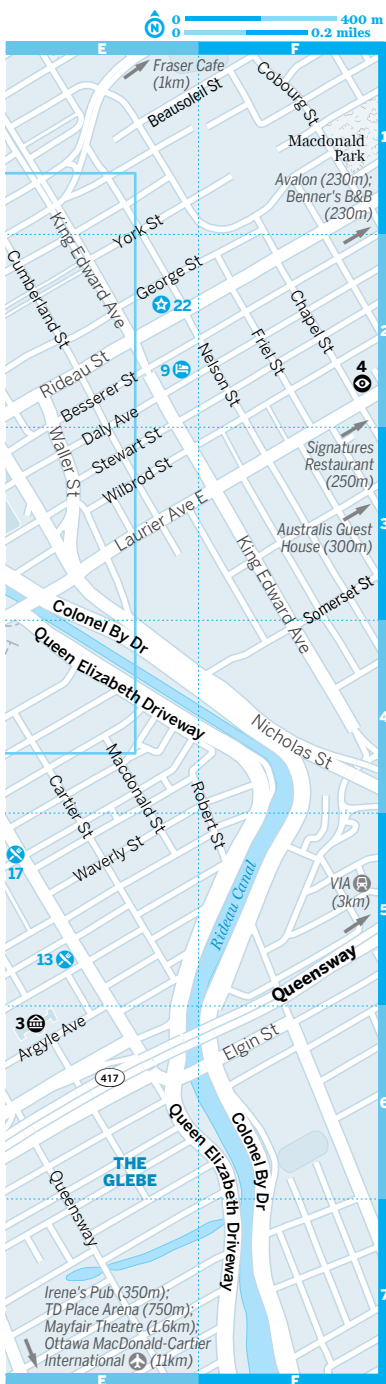 N
0 400 m
0 0.2 miles
E F
Fraser Cafe
(1km)
Beausoleil St
Cobourg St
1
Macdonald
Park
Avalon (230m);
Benner's B&B
(230m)
King Edward Ave
York St
Cumberland St
George St
22
2
Rideau St
Besserer St
9
Nelson St
Friel St
Chapel St
4
Daly Ave
Stewart St
Waller St
Wilbrod St
Signatures
Restaurant
(250m)
Laurier Ave E
3
Australis Guest
House (300m)
King Edward Ave
Somerset St
Colonel By Dr
Queen Elizabeth Driveway
4
Nicholas St
Macdonald St
Cartier St
Robert St
Waverly St
17
VIA
(3km)
5
Rideau Canal
13
Queensway
3
Argyle Ave
Elgin St
417
6
Queen Elizabeth Driveway
Colonel By Dr
THE
GLEBE
Queensway
Irene's Pub (350m);
TD Place Arena (750m);
Mayfair Theatre (1.6km);
Ottawa MacDonald-Cartier
International (11km)
7
E F